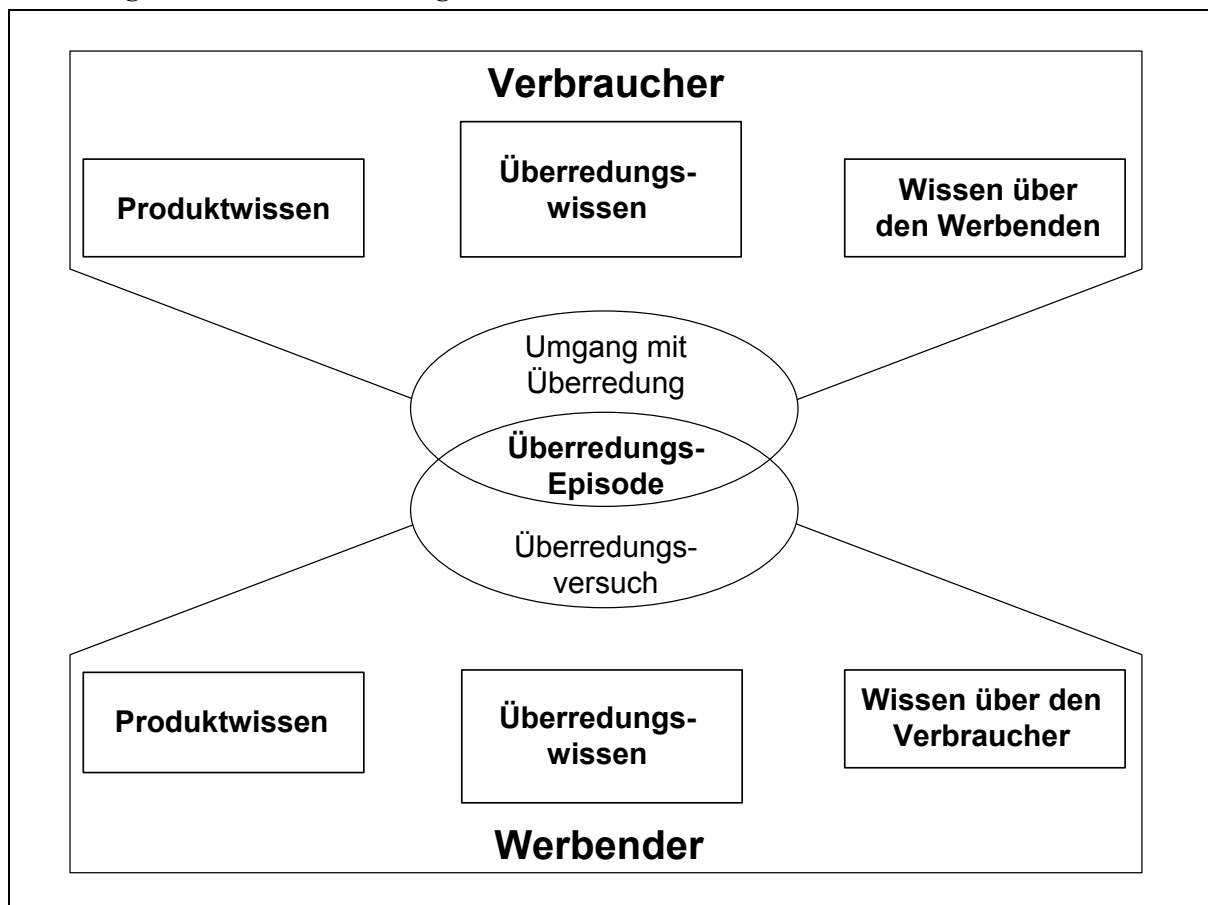 Verbraucher
Produktwissen
Überredungs-
wissen
Wissen über
den Werbenden
Umgang mit
Überredung
Überredungs-
Episode
Überredungs-
versuch
Produktwissen
Überredungs-
wissen
Wissen über den
Verbraucher
Werbender